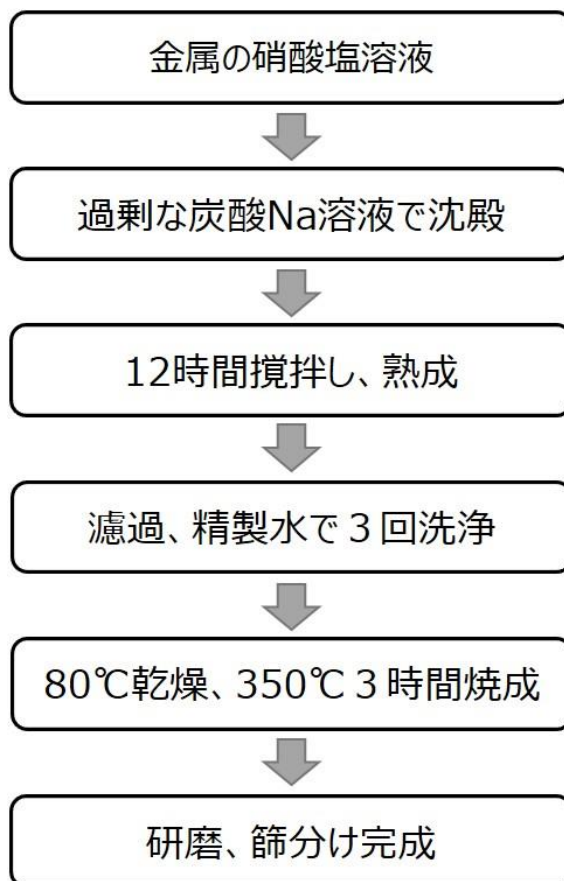 金属の硝酸塩溶液
過剰な炭酸Na溶液で沈殿
12時間撹拌し、熟成
濾過、精製水で３回洗浄
80℃乾燥、350℃３時間焼成
研磨、篩分け完成